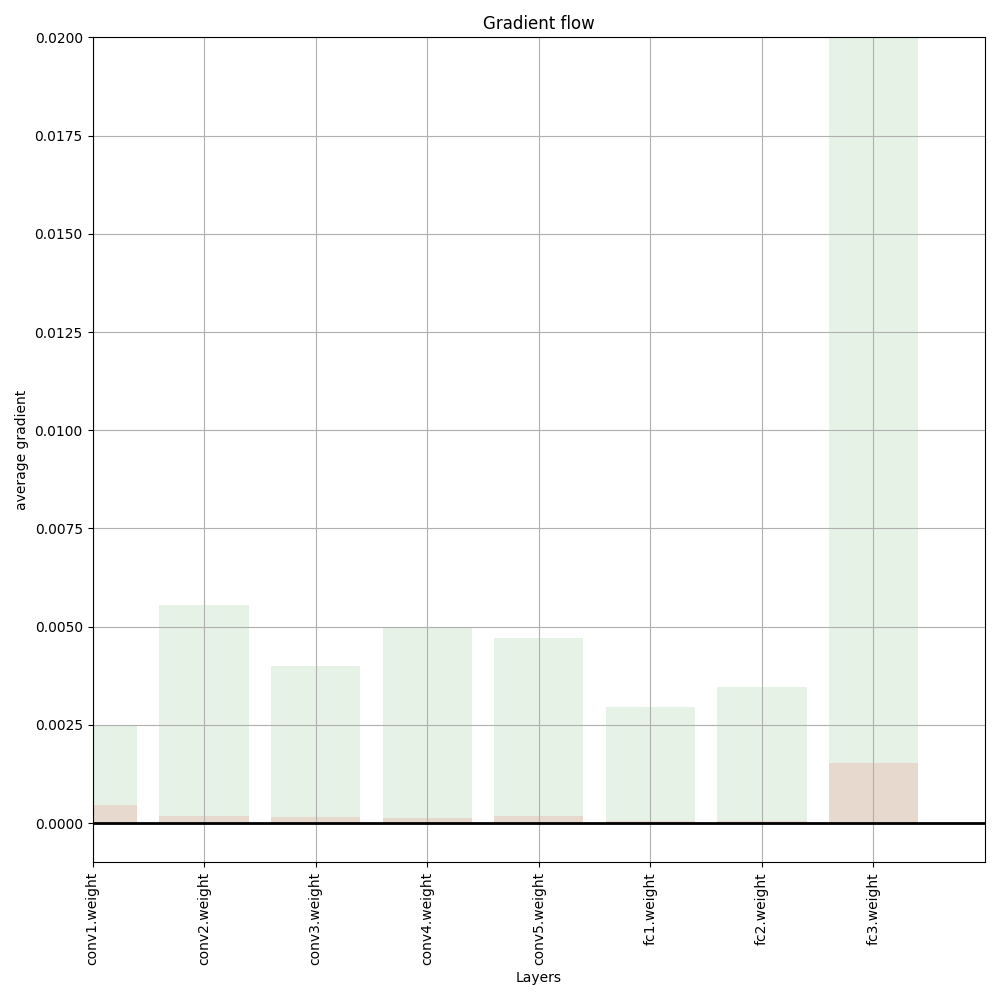 Gradient flow
0.0200
0.0175
0.0150
0.0125
0.0100
0.0075
0.0050
0.0025
0.0000
average gradient
conv1.weight
conv2.weight
conv3.weight
conv4.weight
conv5.weight
fc1.weight
fc2.weight
fc3.weight
Layers